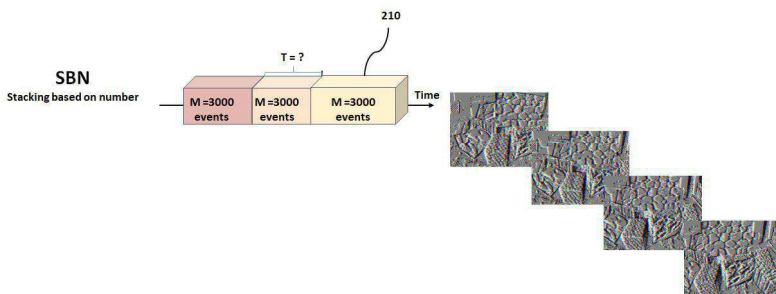 210
T = ?
SBN
Stacking based on number
M =3000 events
M =3000 events
M =3000 events
Time